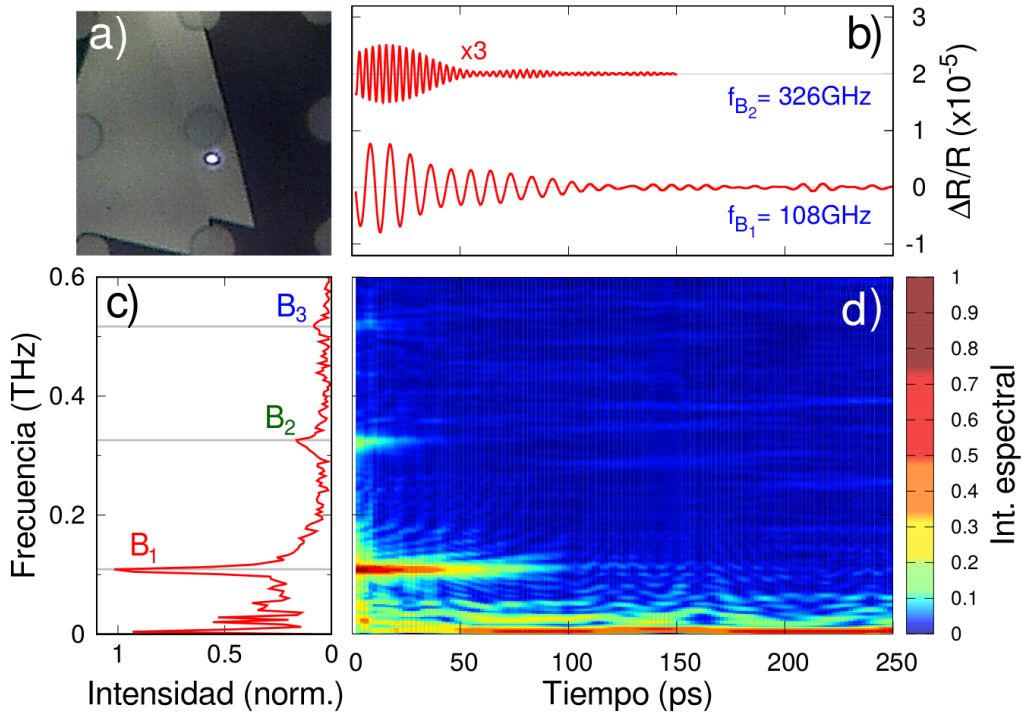 a)
b)
x3
f_B2 = 326GHz
f_B1 = 108GHz
3
2
1
0
-1
ΔR/R (x10^-5)
c)
B3
B2
B1
0.6
0.4
0.2
0
Frecuencia (THz)
1 0.5 0
Intensidad (norm.)
d)
0 50 100 150 200 250
Tiempo (ps)
1
0.9
0.8
0.7
0.6
0.5
0.4
0.3
0.2
0.1
0
Int. espectral